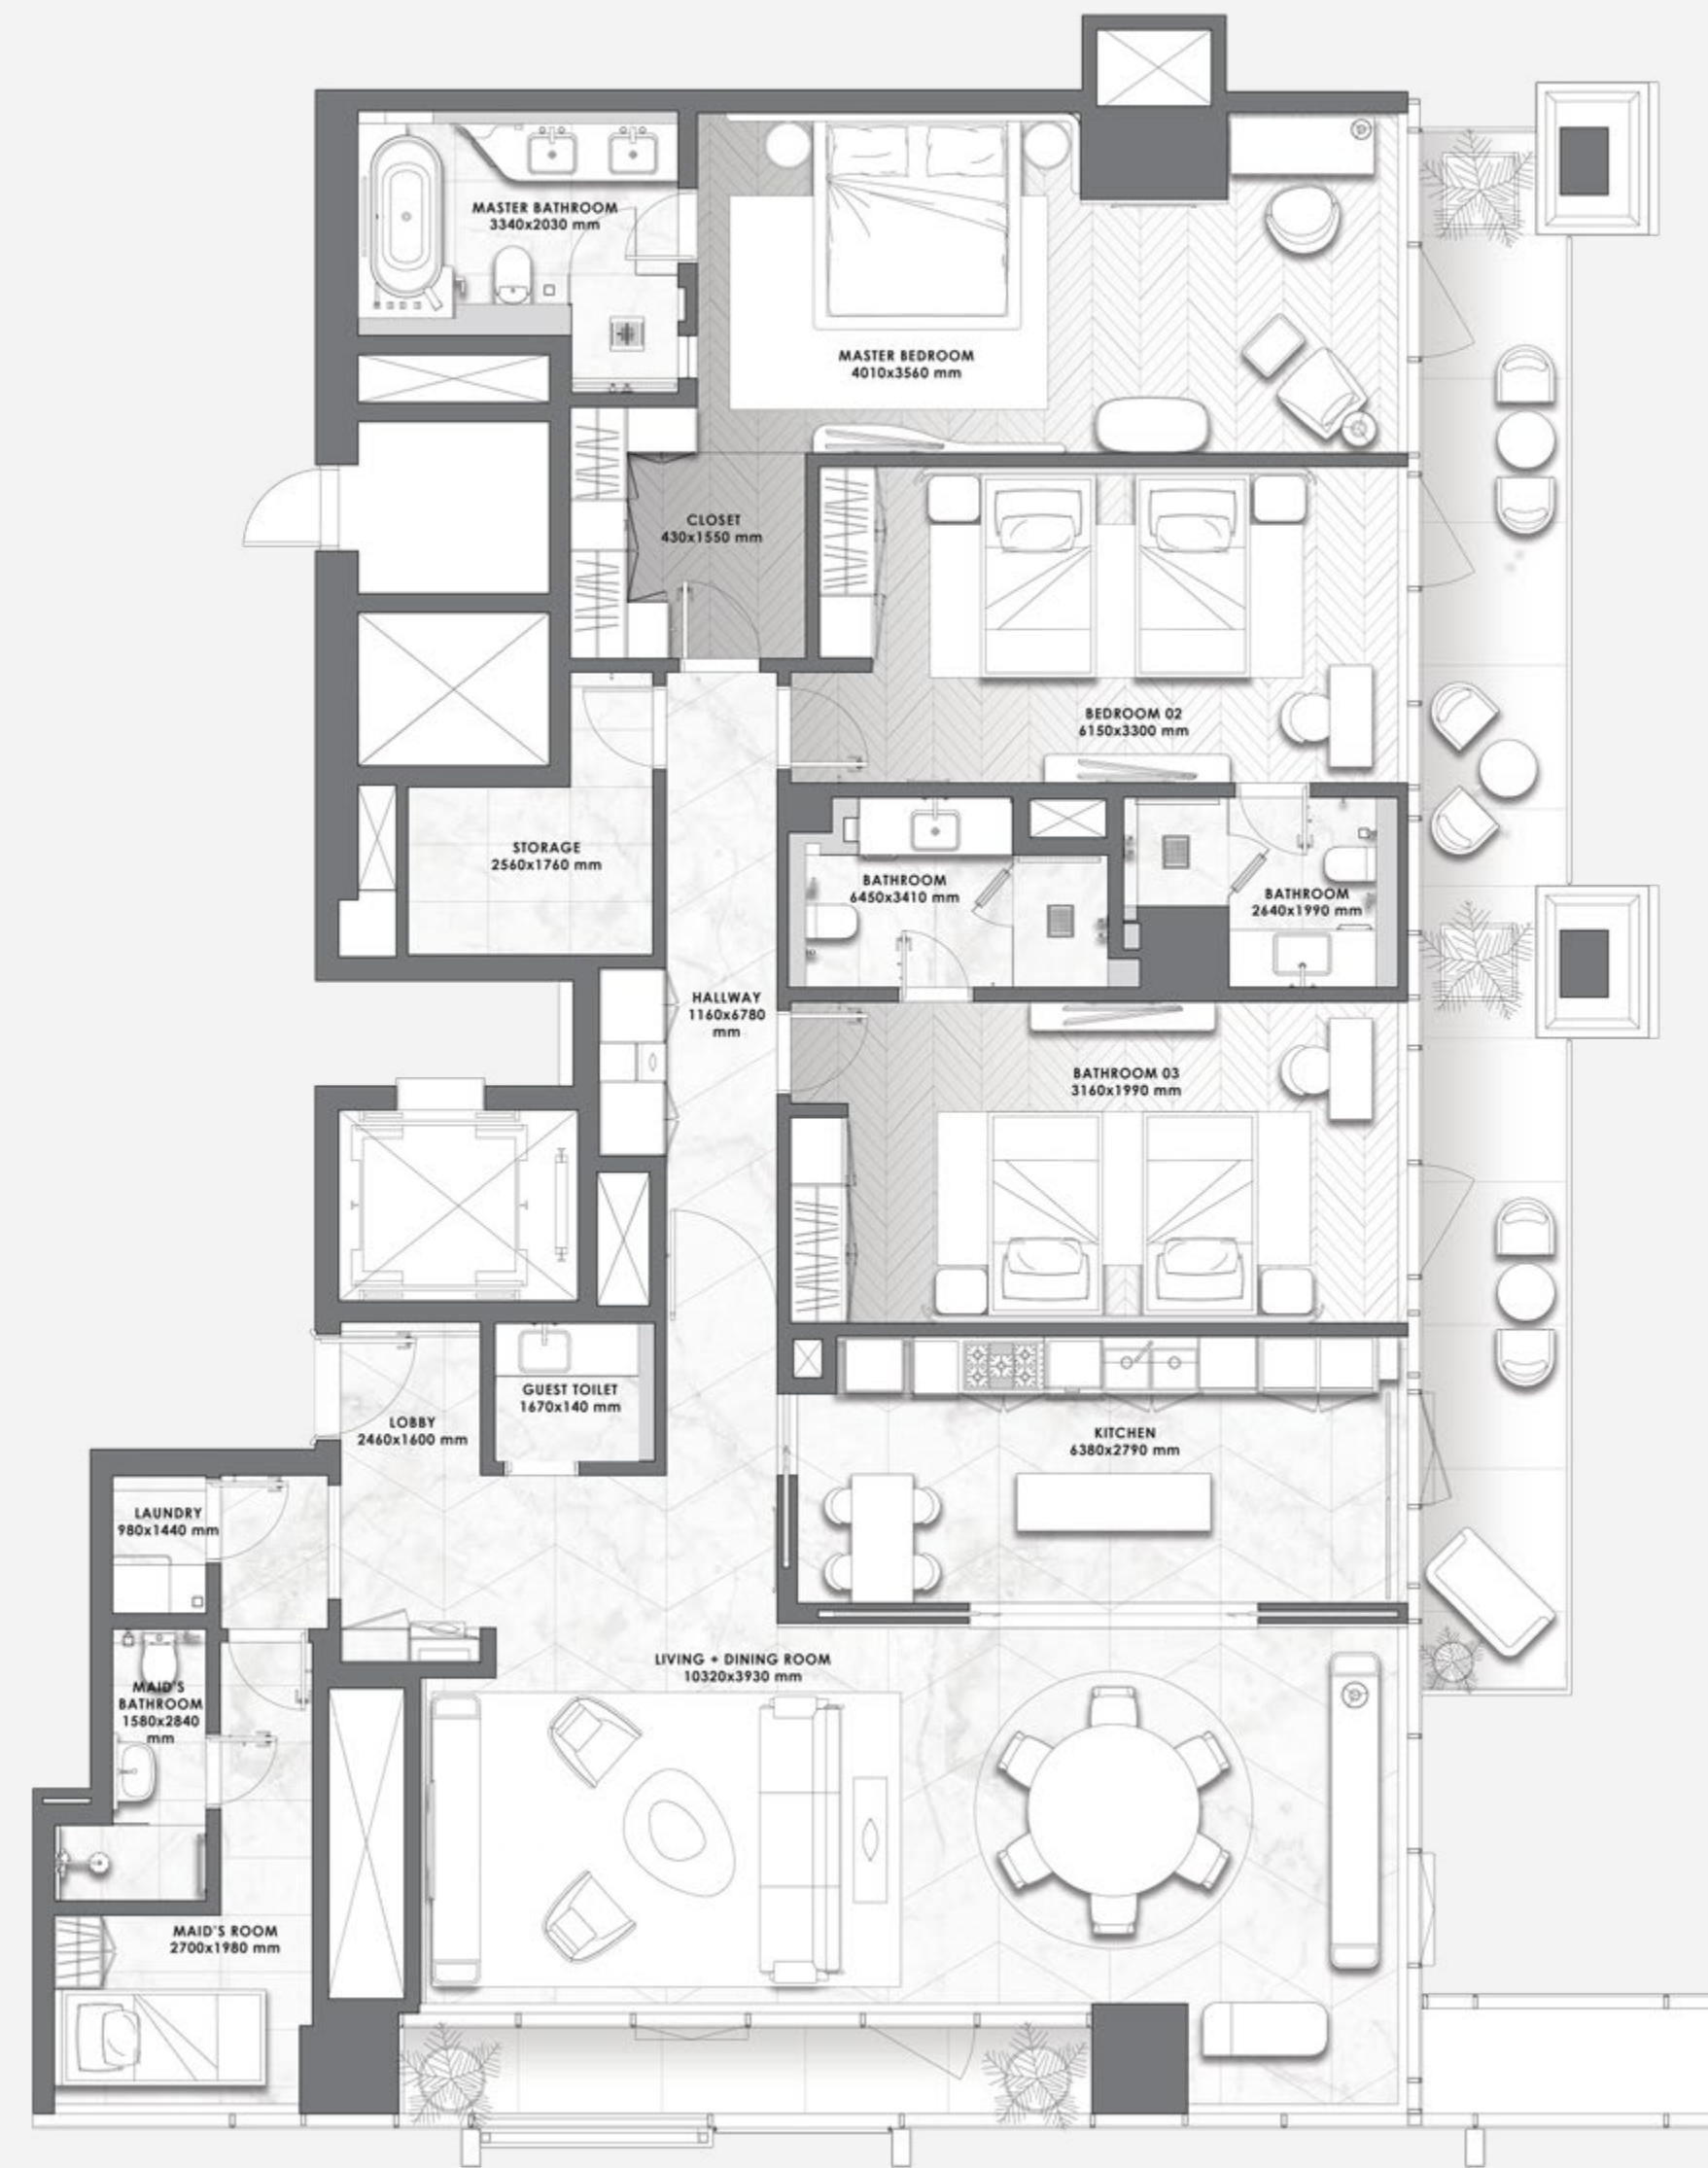 MASTER BATHROOM
3340x2030 mm
MASTER BEDROOM
4010x3560 mm
CLOSET
430x1550 mm
BEDROOM 02
6150x3300 mm
STORAGE
2560x1760 mm
BATHROOM
6450x3410 mm
BATHROOM
2640x1990 mm
HALLWAY
1160x6780
mm
BATHROOM 03
3160x1990 mm
GUEST TOILET
1670x140 mm
LOBBY
2460x1600 mm
KITCHEN
6380x2790 mm
LAUNDRY
980x1440 mm
LIVING + DINING ROOM
10320x3930 mm
MAID'S
BATHROOM
1580x2840
mm
MAID'S ROOM
2700x1980 mm